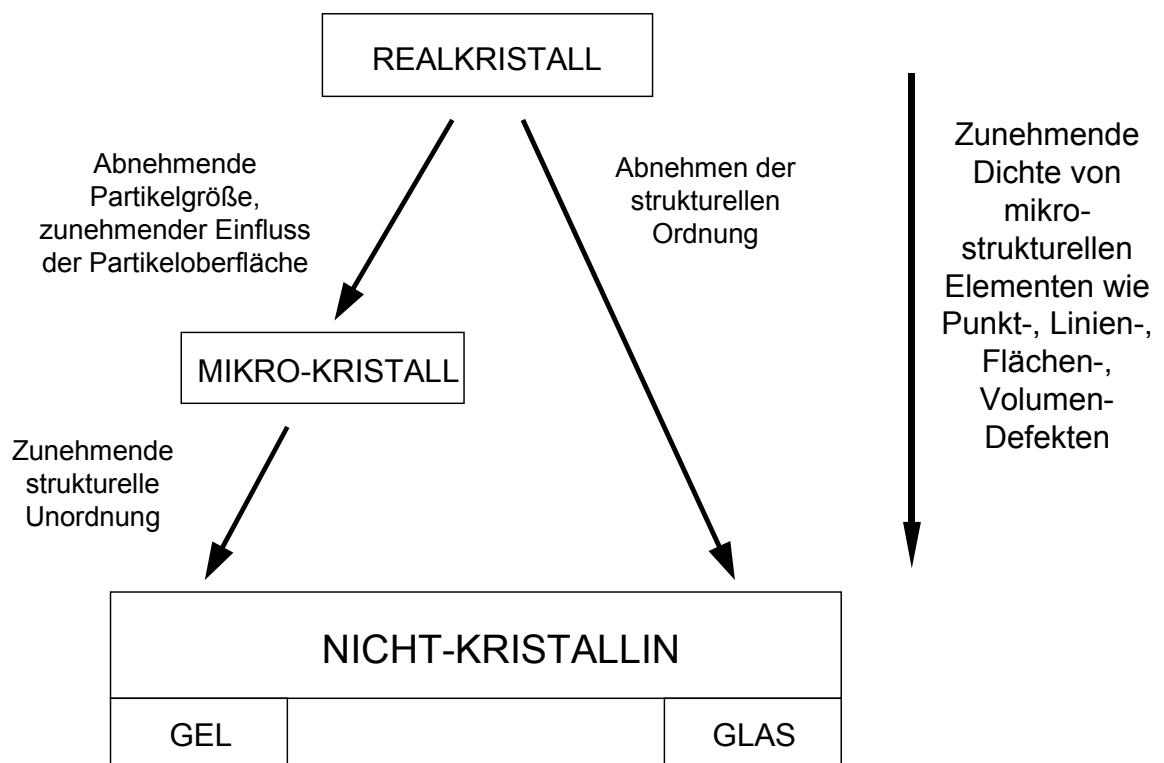 REALKRISTALL
Abnehmende
Partikelgröße,
zunehmender Einfluss
der Partikeloberfläche
Abnehmen der
strukturellen
Ordnung
Zunehmende
Dichte von
mikro-
strukturellen
Elementen wie
Punkt-, Linien-,
Flächen-,
Volumen-
Defekten
MIKRO-KRISTALL
Zunehmende
strukturelle
Unordnung
NICHT-KRISTALLIN
GEL
GLAS